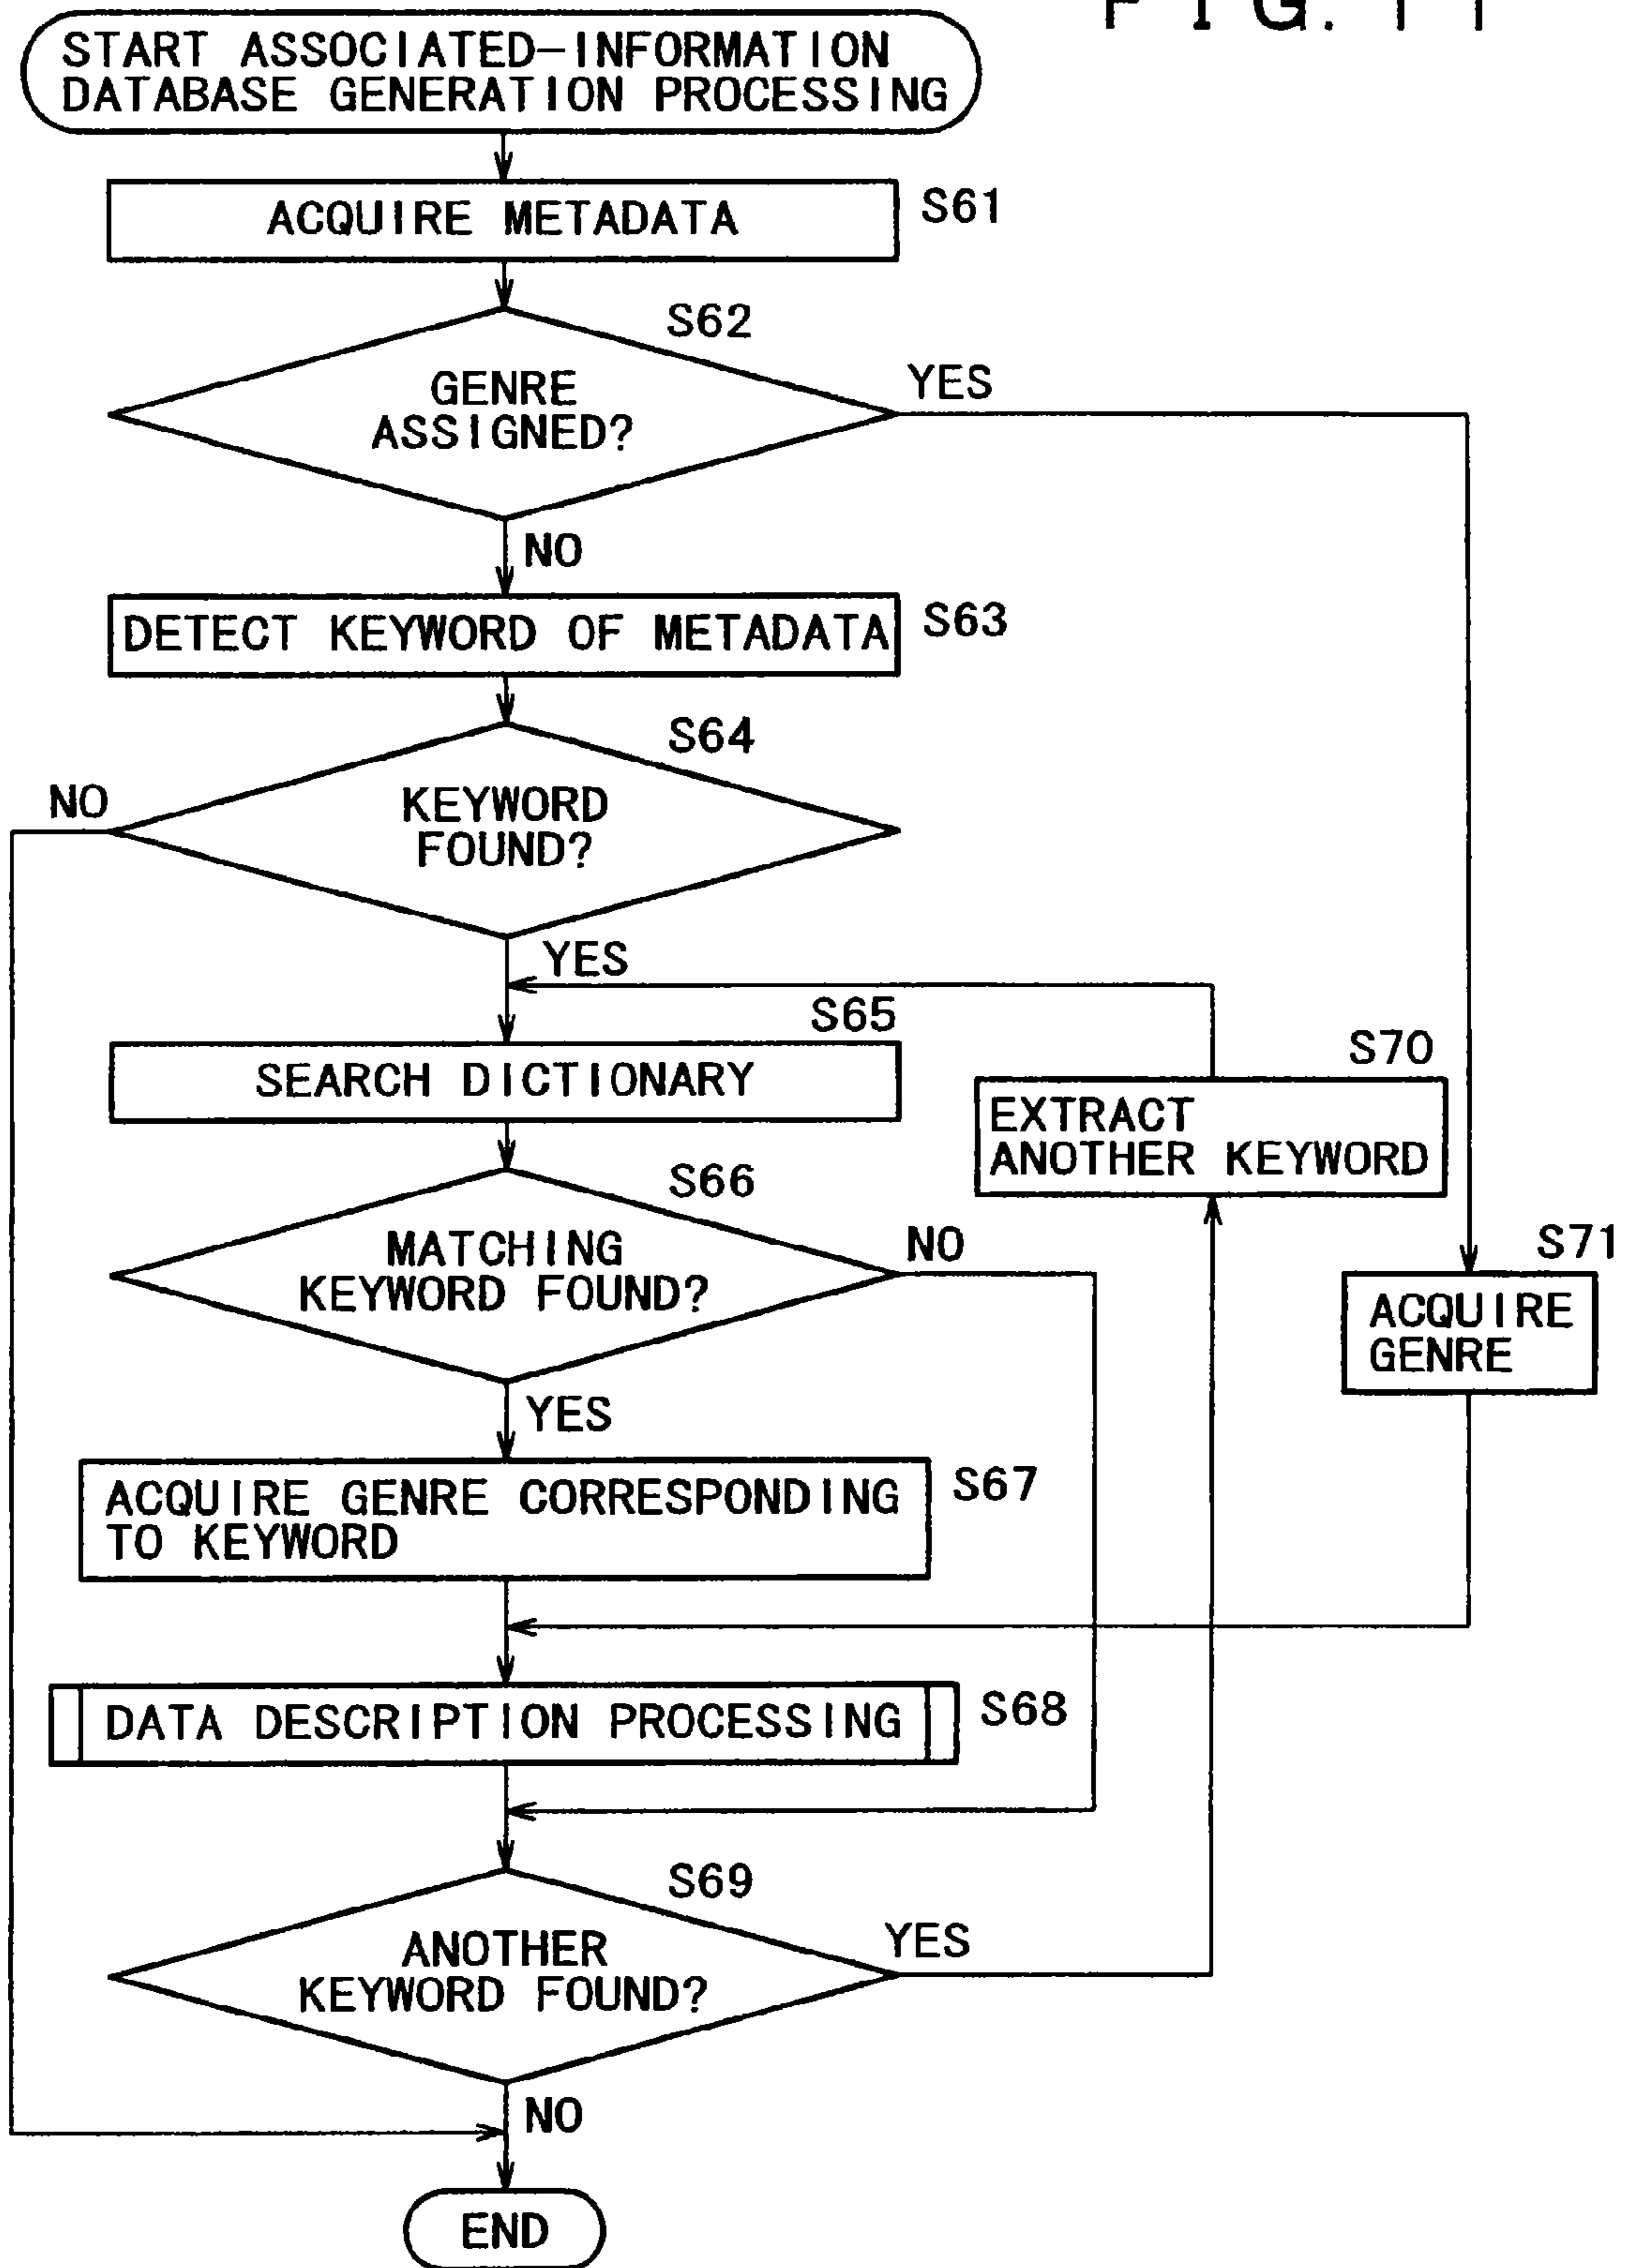 FIG. 11
START ASSOCIATED-INFORMATION
DATABASE GENERATION PROCESSING
ACQUIRE METADATA
S61
S62
GENRE
ASSIGNED?
YES
NO
DETECT KEYWORD OF METADATA
S63
S64
NO
KEYWORD
FOUND?
YES
S65
SEARCH DICTIONARY
S70
EXTRACT
ANOTHER KEYWORD
S66
MATCHING
KEYWORD FOUND?
NO
S71
ACQUIRE
GENRE
YES
ACQUIRE GENRE CORRESPONDING
TO KEYWORD
S67
DATA DESCRIPTION PROCESSING
S68
S69
ANOTHER
KEYWORD FOUND?
YES
NO
END